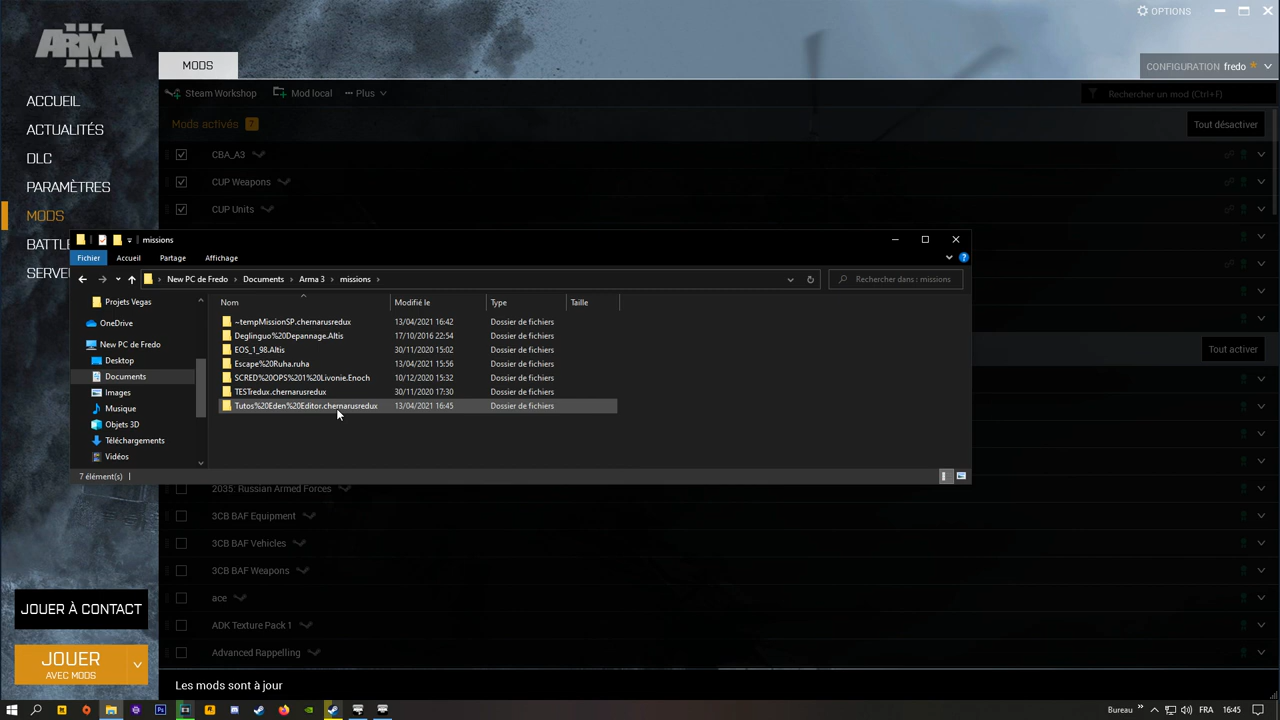 ARMA III
OPTIONS
MODS
CONFIGURATION fredo
ACCUEIL
ACTUALITÉS
DLC
PARAMÈTRES
MODS
BATTLE
SERVE
Steam Workshop
Mod local
Plus
Rechercher un mod (Ctrl+F)
Mods activés 7
Tout désactiver
CBA_A3
CUP Weapons
CUP Units
missions
Fichier Accueil Partage Affichage
New PC de Fredo > Documents > Arma 3 > missions >
Rechercher dans : missions
Projets Vegas
OneDrive
New PC de Fredo
Desktop
Documents
Images
Musique
Objets 3D
Téléchargements
Vidéos
Nom Modifié le Type Taille
~tempMissionSP.chernarusredux 13/04/2021 16:42 Dossier de fichiers
Deglinguo%20Depannage.Altis 17/10/2016 22:54 Dossier de fichiers
EOS_1_98.Altis 30/11/2020 15:02 Dossier de fichiers
Escape%20Ruha.ruha 13/04/2021 15:56 Dossier de fichiers
SCRED%20OPS%201%20Livonie.Enoch 10/12/2020 15:32 Dossier de fichiers
TESTredux.chernarusredux 30/11/2020 17:30 Dossier de fichiers
Tutos%20Eden%20Editor.chernarusredux 13/04/2021 16:45 Dossier de fichiers
7 élément(s)
Tout activer
2035: Russian Armed Forces
3CB BAF Equipment
3CB BAF Vehicles
3CB BAF Weapons
ace
ADK Texture Pack 1
Advanced Rappelling
JOUER À CONTACT
JOUER
AVEC MODS
Les mods sont à jour
Bureau
FR
16:45